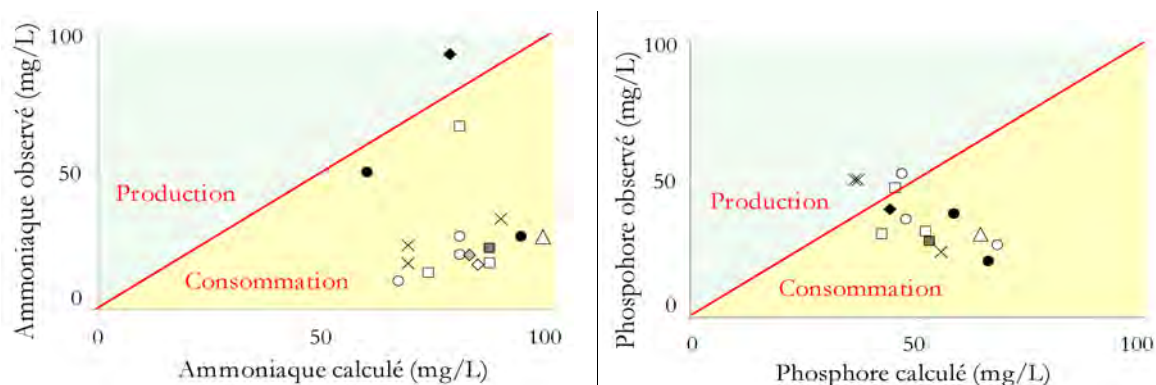 Ammoniaque observé (mg/L)
100
50
0
Production
Consommation
0
50
100
Ammoniaque calculé (mg/L)
Phospohore observé (mg/L)
100
50
0
Production
Consommation
0
50
100
Phosphore calculé (mg/L)